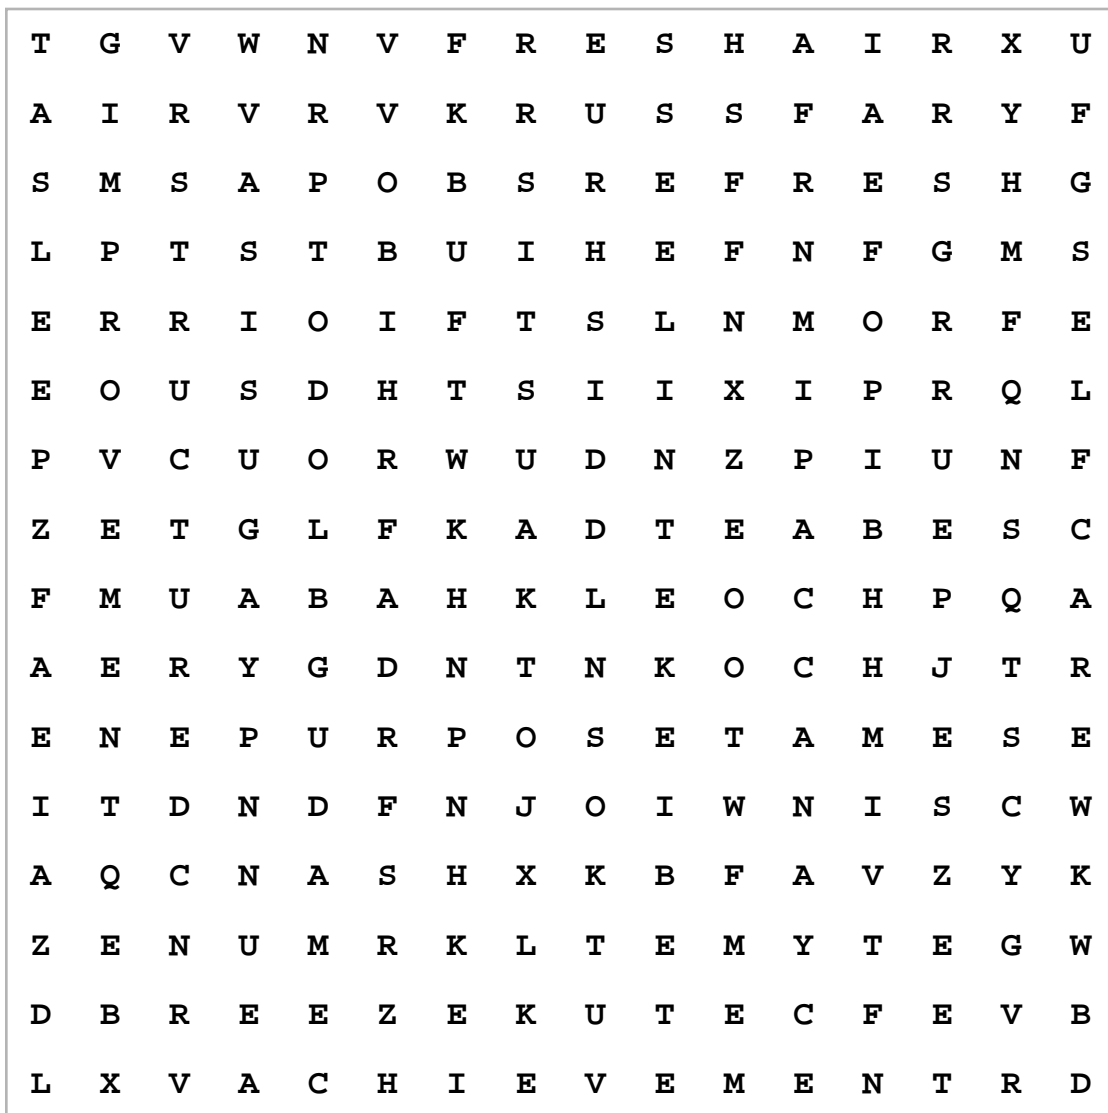 T G V W N V F R E S H A I R X U
A I R V R V K R U S S F A R Y F
S M S A P O B S R E F R E S H G
L P T S T B U I H E F N F G M S
E R R I O I F T S L N M O R F E
E O U S D H T S I I X I P R Q L
P V C U O R W U D N Z P I U N F
Z E T G L F K A D T E A B E S C
F M U A B A H K L E O C H P Q A
A E R Y G D N T N K O C H J T R
E N E P U R P O S E T A M E S E
I T D N D F N J O I W N I S C W
A Q C N A S H X K B F A V Z Y K
Z E N U M R K L T E M Y T E G W
D B R E E Z E K U T E C F E V B
L X V A C H I E V E M E N T R D